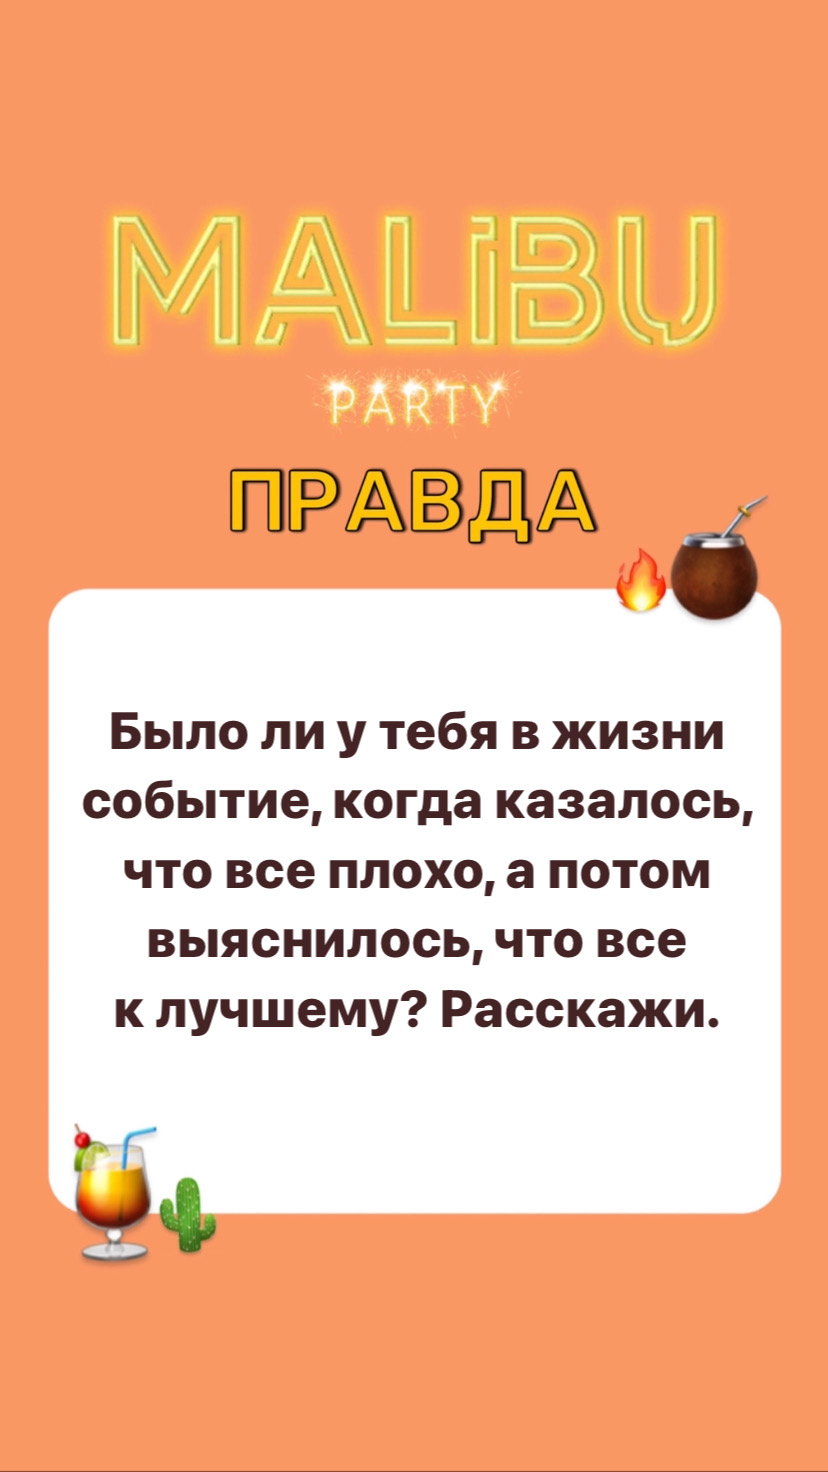 MALiBU
PARTY
ПРАВДА
Было ли у тебя в жизни
событие, когда казалось,
что все плохо, а потом
выяснилось, что все
к лучшему? Расскажи.